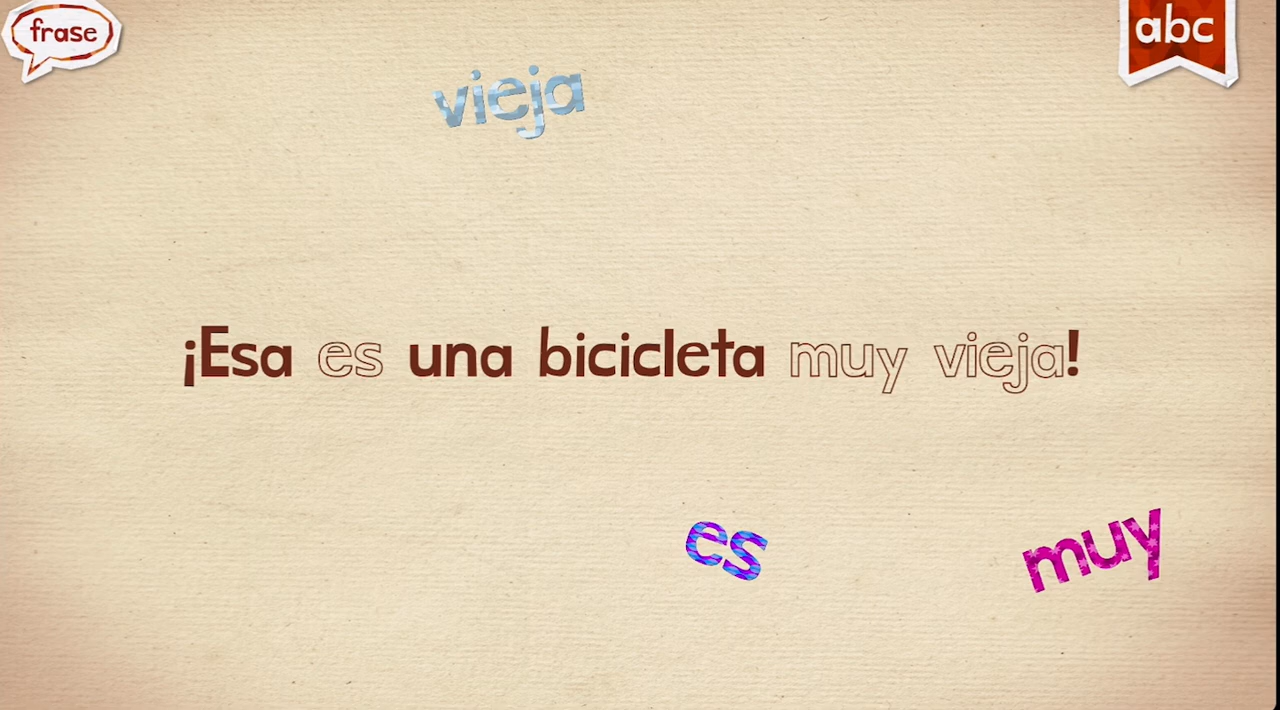 frase
abc
vieja
¡Esa es una bicicleta muy vieja!
es
muy